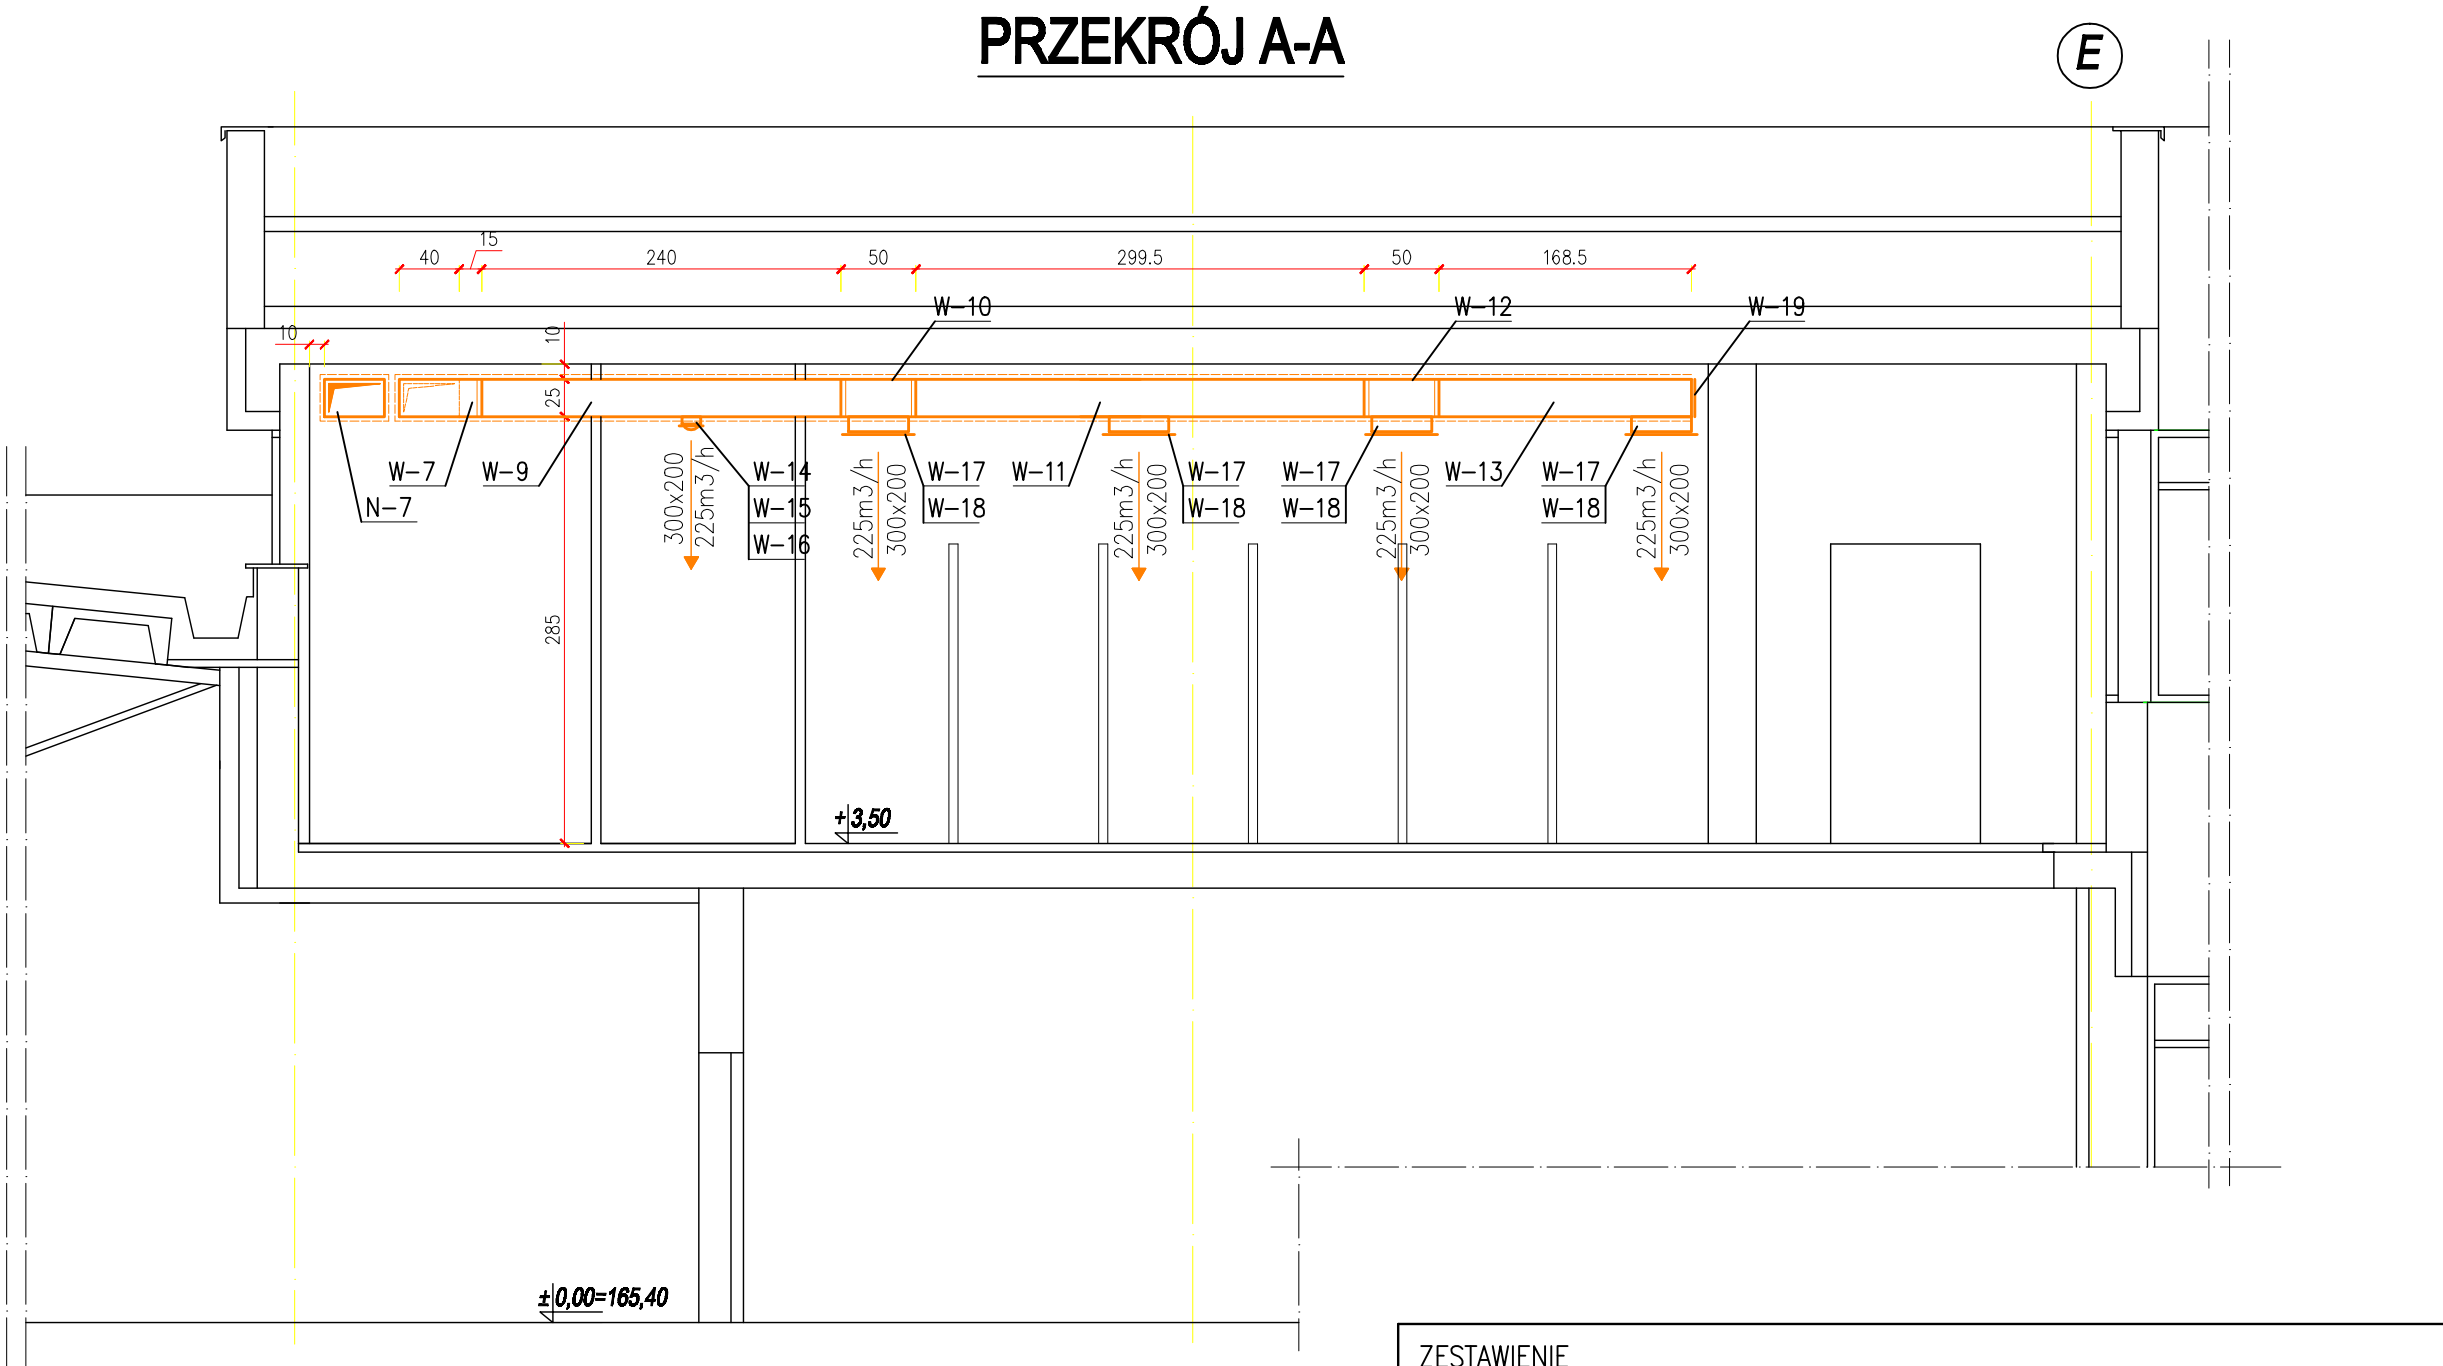 PRZEKRÓJ A-A
E
15
40
240
50
299.5
50
168.5
W-10
W-12
W-19
10
10
25
W-7
W-9
W-14
W-17
W-11
W-17
W-17
W-13
W-17
N-7
W-15
W-18
W-18
W-18
W-18
W-16
300x200
225m3/h
225m3/h
300x200
225m3/h
300x200
225m3/h
300x200
225m3/h
300x200
285
+3,50
±0,00=165,40
ZESTAWIENIE